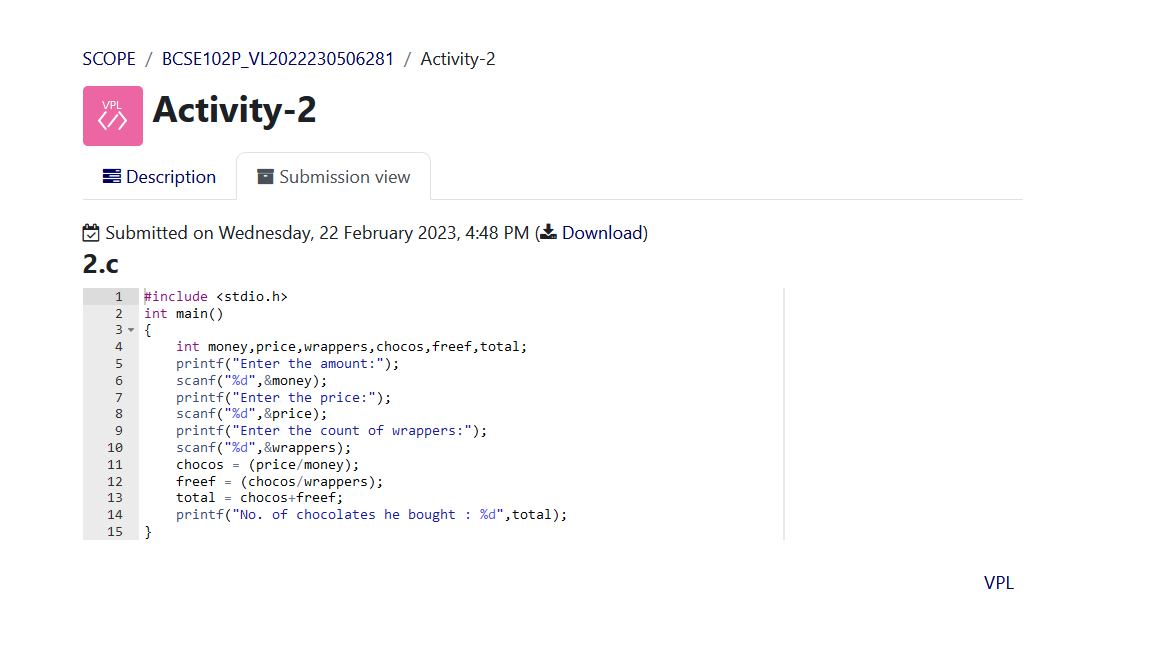 SCOPE / BCSE102P_VL2022230506281 / Activity-2
VPL
</>
Activity-2
Description
Submission view
Submitted on Wednesday, 22 February 2023, 4:48 PM (Download)
2.c
1 #include <stdio.h>
2 int main()
3 {
4     int money,price,wrappers,chocos,freef,total;
5     printf("Enter the amount:");
6     scanf("%d",&money);
7     printf("Enter the price:");
8     scanf("%d",&price);
9     printf("Enter the count of wrappers:");
10     scanf("%d",&wrappers);
11     chocos = (price/money);
12     freef = (chocos/wrappers);
13     total = chocos+freef;
14     printf("No. of chocolates he bought : %d",total);
15 }
VPL